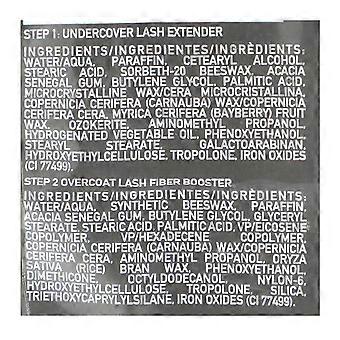 STEP 1: UNDERCOVER LASH EXTENDER
INGREDIENTS/INGREDIENTES/INGRÉDIENTS:
WATER/AQUA, PARAFFIN, CETEARYL ALCOHOL,
STEARIC ACID, SORBETH-20 BEESWAX, ACACIA
SENEGAL GUM, BUTYLENE GLYCOL, PALMITIC ACID,
MICROCRYSTALLINE WAX/CERA MICROCRISTALLINA,
COPERNICIA CERIFERA (CARNAUBA) WAX/COPERNICIA
CERIFERA CERA, MYRICA CERIFERA (BAYBERRY) FRUIT
WAX, OZOKERITE AMINOMETHYL PROPANOL,
HYDROGENATED VEGETABLE OIL, PHENOXYETHANOL,
STEARYL STEARATE, GALACTOARABINAN,
HYDROXYETHYLCELLULOSE, TROPOLONE, IRON OXIDES
(CI 77499).
STEP 2 OVERCOAT LASH FIBER BOOSTER
INGREDIENTS/INGREDIENTES/INGRÉDIENTS:
WATER/AQUA, SYNTHETIC BEESWAX, PARAFFIN,
ACACIA SENEGAL GUM, BUTYLENE GLYCOL, GLYCERYL
STEARATE, STEARIC ACID, PALMITIC ACID, VP/EICOSENE
COPOLYMER, VP/HEXADECENE COPOLYMER,
COPERNICIA CERIFERA (CARNAUBA) WAX/COPERNICIA
CERIFERA CERA, AMINOMETHYL PROPANOL, ORYZA
SATIVA (RICE) BRAN WAX, PHENOXYETHANOL,
DIMETHICONE, OCTYLDODECANOL, NYLON-6,
HYDROXYETHYLCELLULOSE, TROPOLONE, SILICA,
TRIETHOXYCAPRYLYLSILANE, IRON OXIDES (CI 77499).